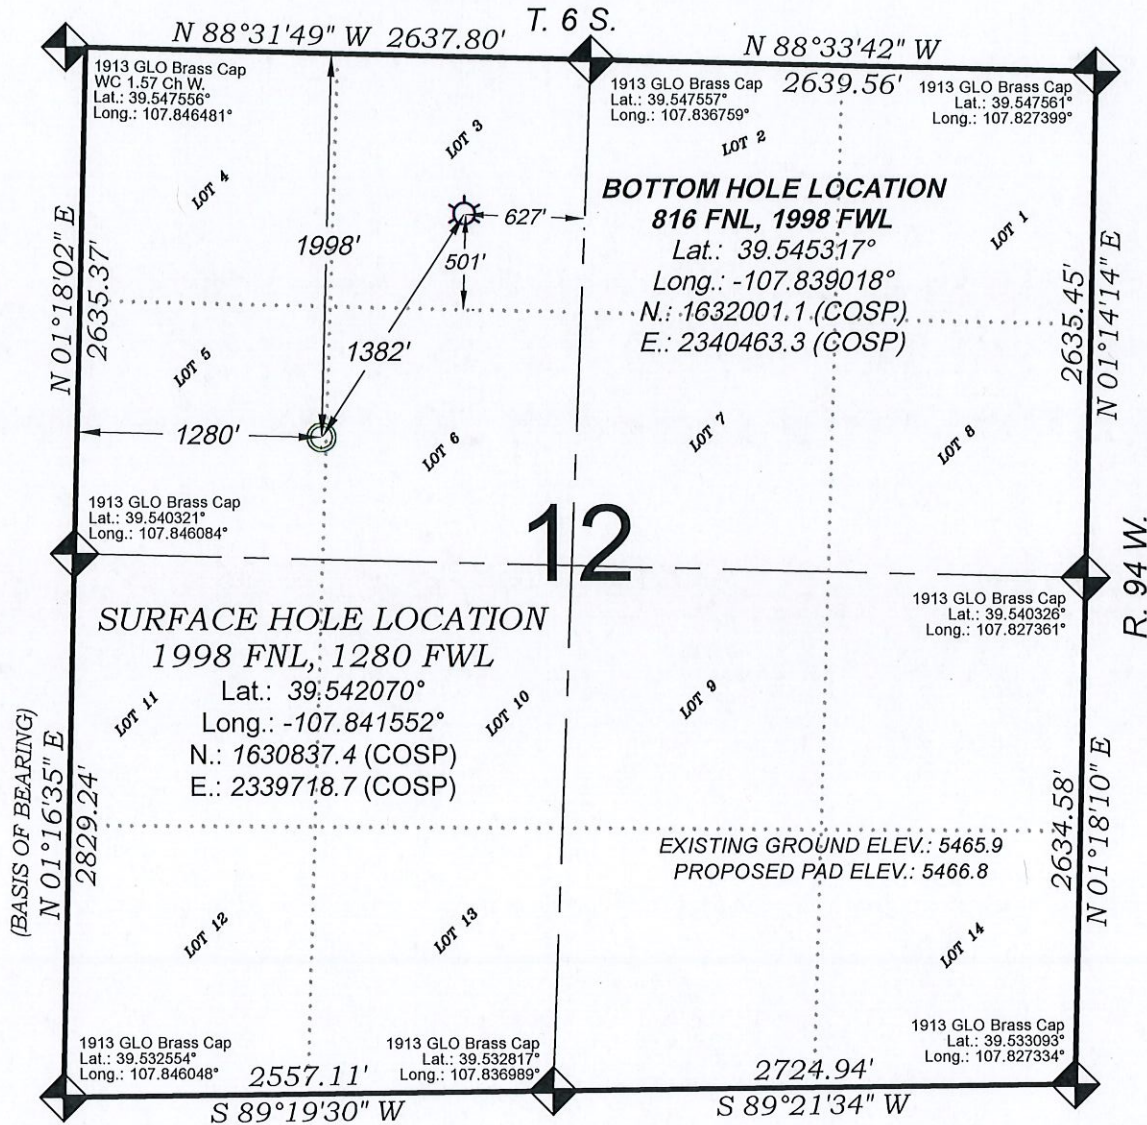 T. 6 S.
N 88°31'49" W 2637.80'
N 88°33'42" W
2639.56'
1913 GLO Brass Cap
WC 1.57 Ch W.
Lat.: 39.547556°
Long.: 107.846481°
1913 GLO Brass Cap
Lat.: 39.547557°
Long.: 107.836759°
1913 GLO Brass Cap
Lat.: 39.547561°
Long.: 107.827399°
LOT 3
LOT 2
LOT 4
LOT 1
BOTTOM HOLE LOCATION
816 FNL, 1998 FWL
Lat.: 39.545317°
Long.: -107.839018°
N.: 1632001.1 (COSP)
E.: 2340463.3 (COSP)
627'
501'
1998'
1382'
1280'
N 01°18'02" E
2635.37'
2635.45'
N 01°14'14" E
LOT 5
LOT 6
LOT 7
LOT 8
1913 GLO Brass Cap
Lat.: 39.540321°
Long.: 107.846084°
12
R. 94 W.
1913 GLO Brass Cap
Lat.: 39.540326°
Long.: 107.827361°
SURFACE HOLE LOCATION
1998 FNL, 1280 FWL
Lat.: 39.542070°
Long.: -107.841552°
N.: 1630837.4 (COSP)
E.: 2339718.7 (COSP)
LOT 11
LOT 10
LOT 9
(BASIS OF BEARING)
N 01°16'35" E
2829.24'
2634.58'
N 01°18'10" E
EXISTING GROUND ELEV.: 5465.9
PROPOSED PAD ELEV.: 5466.8
LOT 12
LOT 13
LOT 14
1913 GLO Brass Cap
Lat.: 39.532554°
Long.: 107.846048°
1913 GLO Brass Cap
Lat.: 39.532817°
Long.: 107.836989°
1913 GLO Brass Cap
Lat.: 39.533093°
Long.: 107.827334°
2557.11'
S 89°19'30" W
2724.94'
S 89°21'34" W